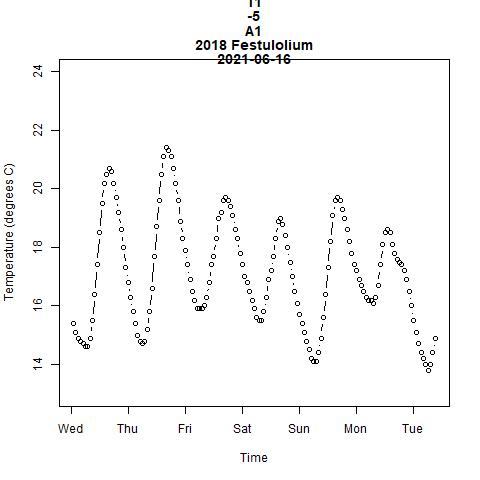 T1
-5
A1
2018 Festulolium
2021-06-16
24
22
20
18
16
14
Temperature (degrees C)
Wed Thu Fri Sat Sun Mon Tue
Time